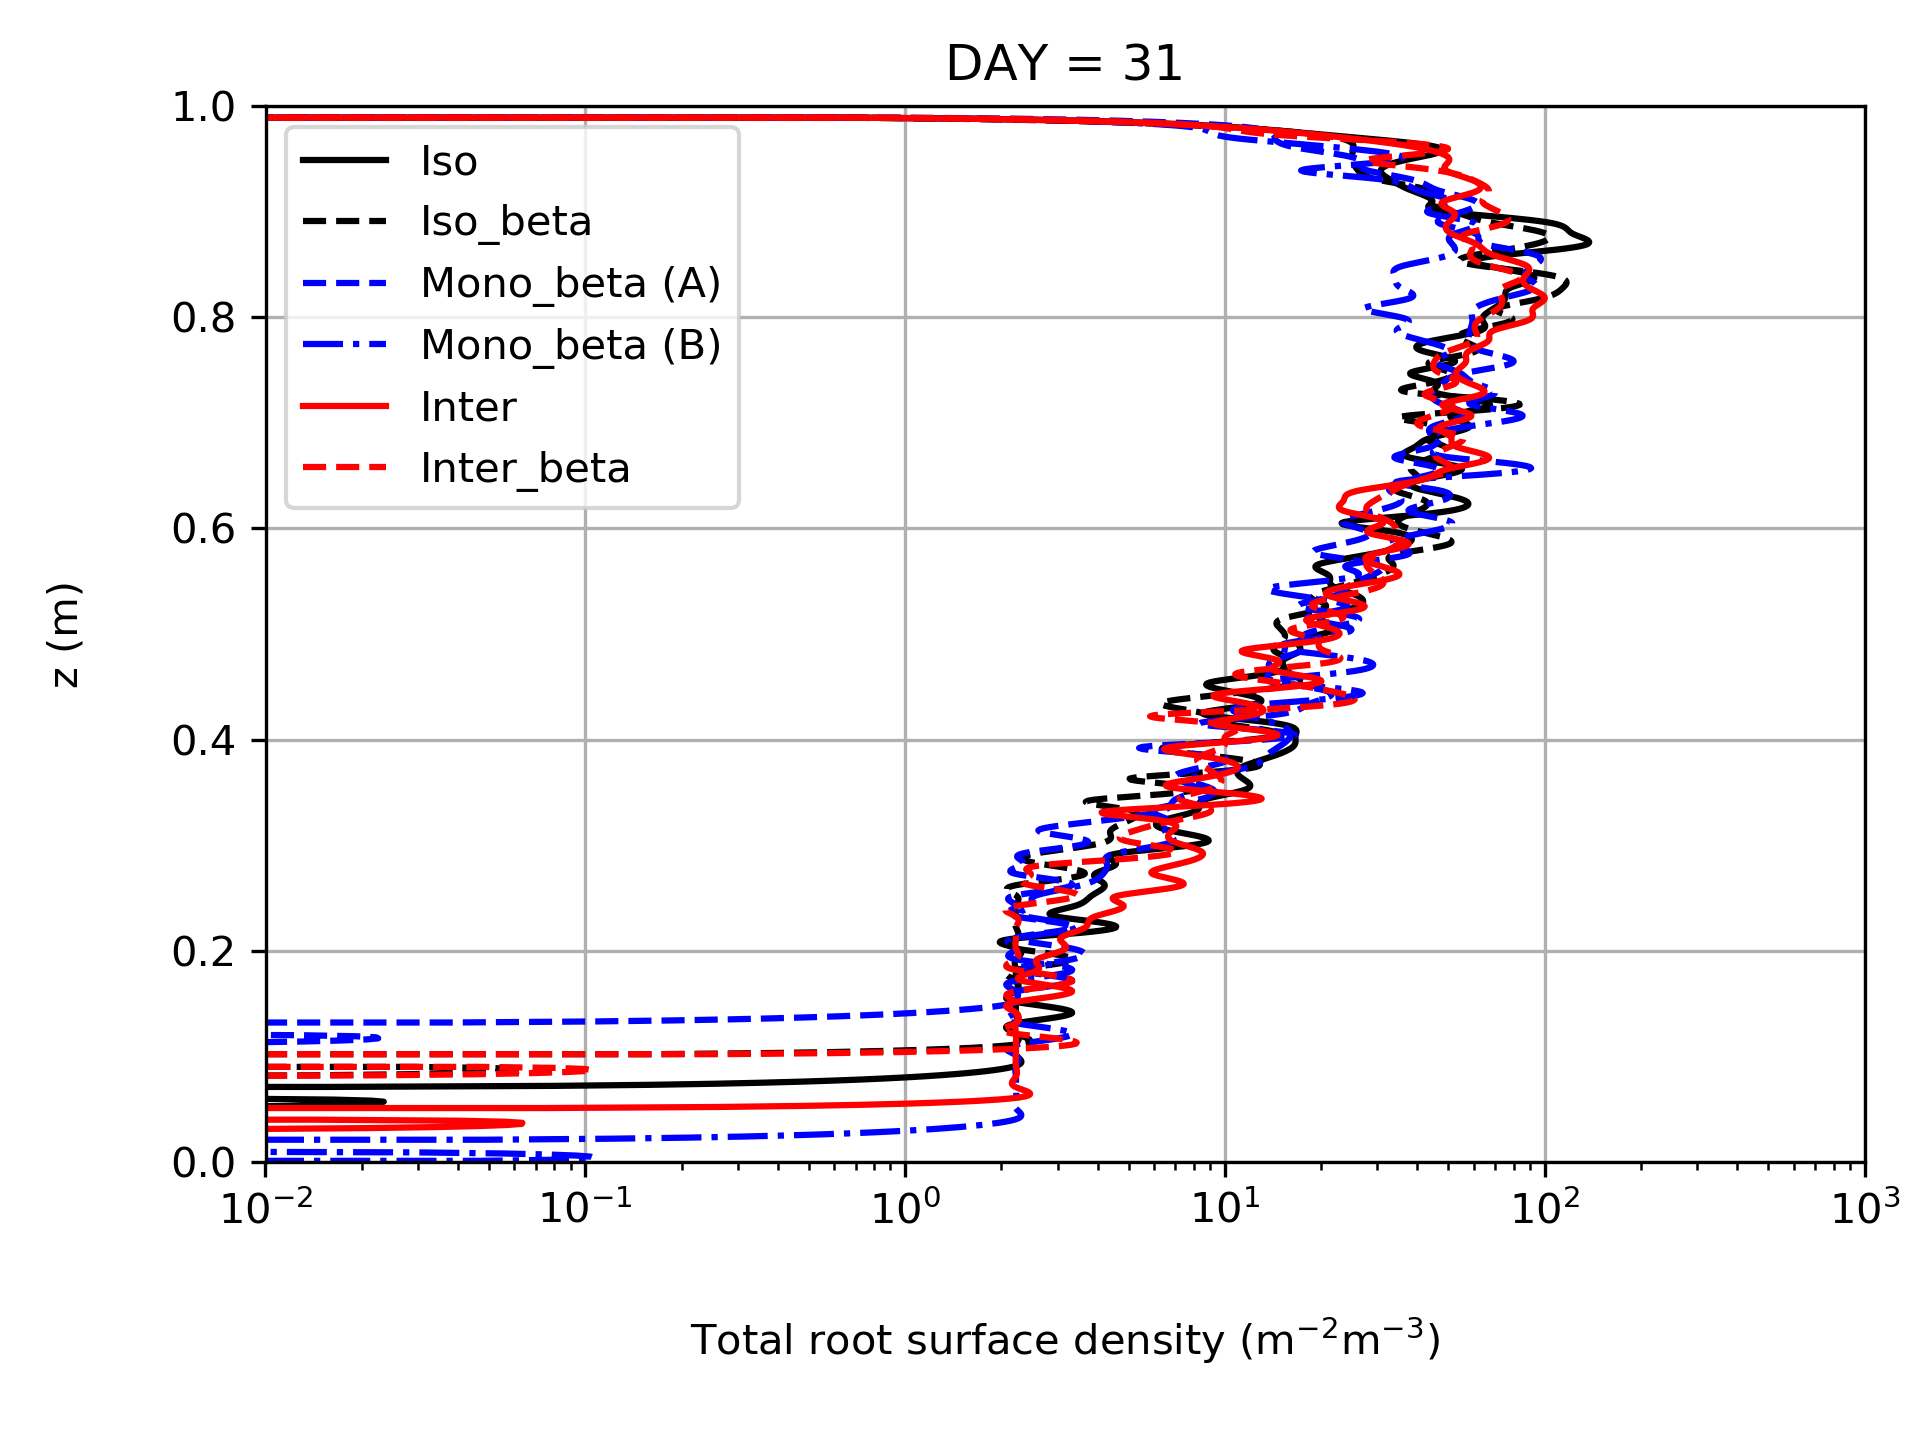 DAY = 31
1.0
0.8
0.6
0.4
0.2
0.0
z (m)
Iso
Iso_beta
Mono_beta (A)
Mono_beta (B)
Inter
Inter_beta
10⁻² 10⁻¹ 10⁰ 10¹ 10² 10³
Total root surface density (m⁻²m⁻³)